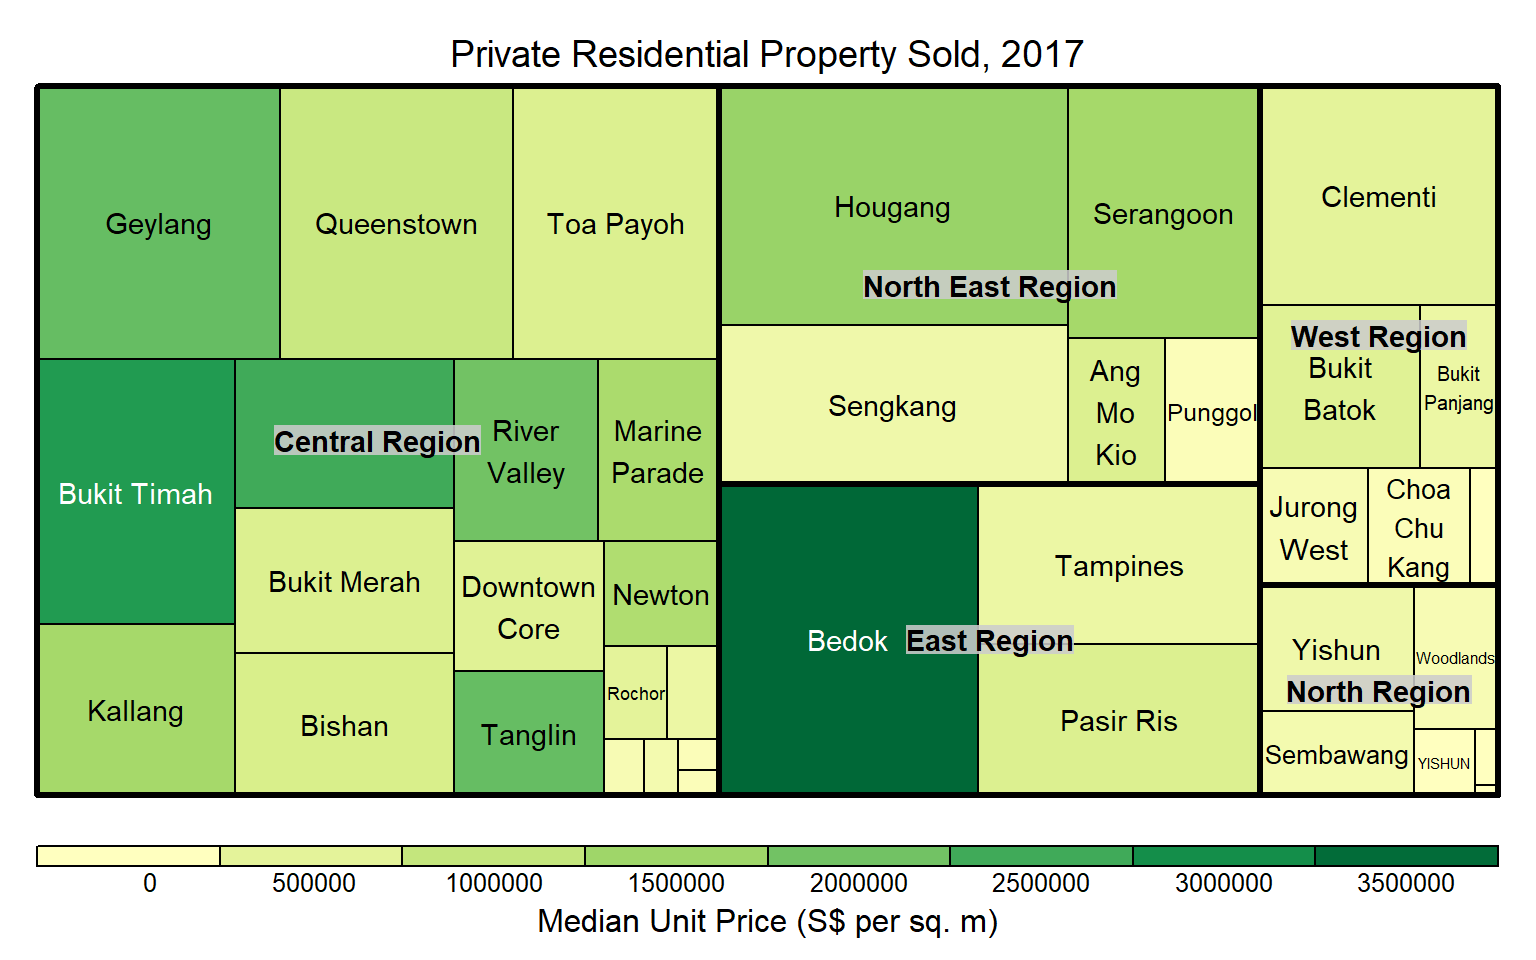 Private Residential Property Sold, 2017
Geylang
Queenstown
Toa Payoh
Bukit Timah
Central Region
River
Valley
Marine
Parade
Bukit Merah
Downtown
Core
Newton
Kallang
Bishan
Tanglin
Rochor
Hougang
Serangoon
North East Region
Sengkang
Ang
Mo
Kio
Punggol
Bedok
East Region
Tampines
Pasir Ris
Clementi
West Region
Bukit
Batok
Bukit
Panjang
Jurong
West
Choa
Chu
Kang
Yishun
Woodlands
North Region
Sembawang
YISHUN
0 500000 1000000 1500000 2000000 2500000 3000000 3500000
Median Unit Price (S$ per sq. m)